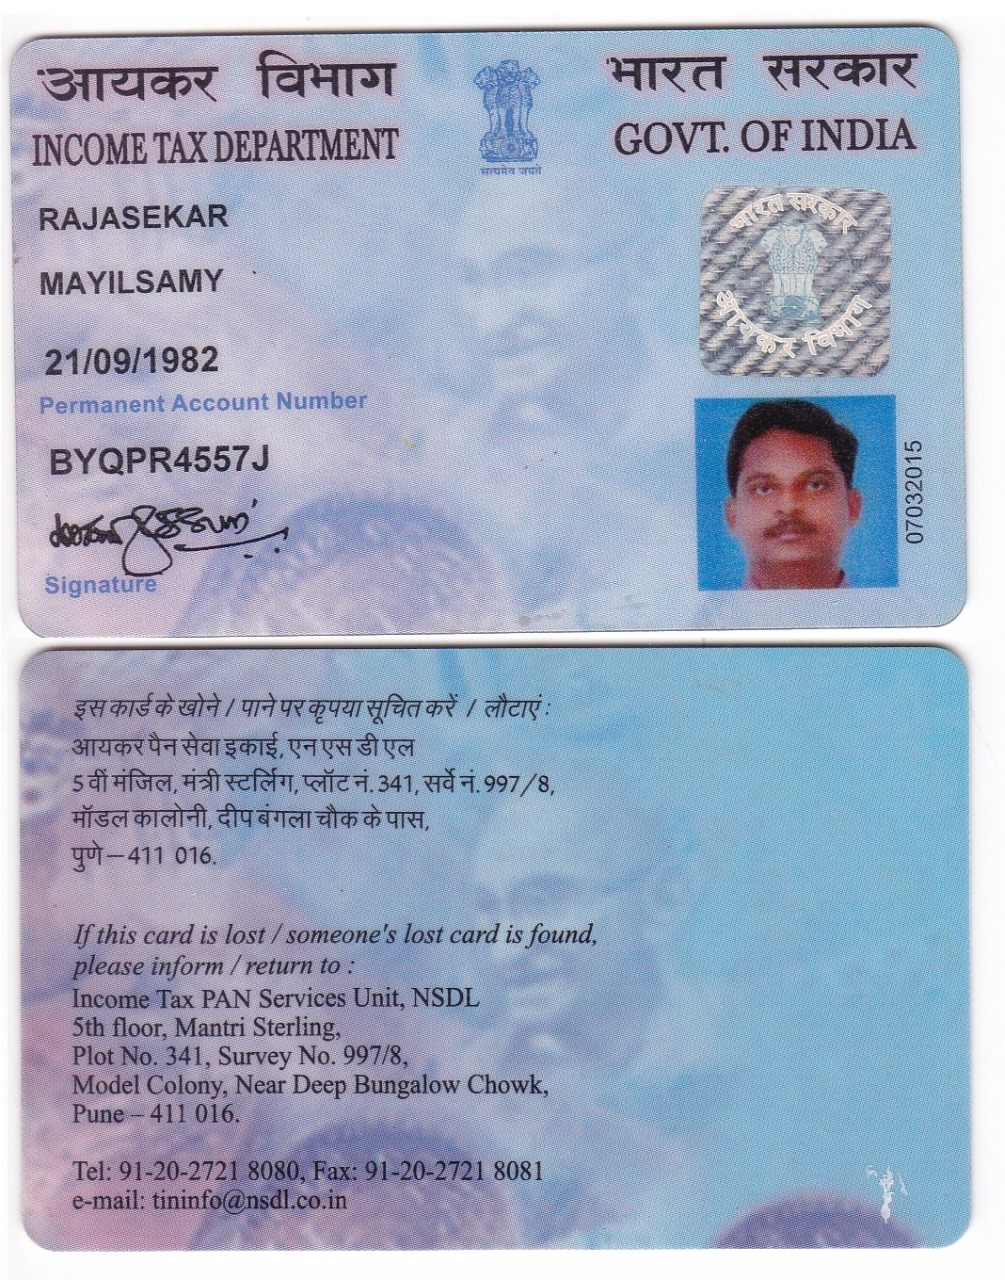 आयकर विभाग
INCOME TAX DEPARTMENT
सत्यमेव जयते
भारत सरकार
GOVT. OF INDIA
RAJASEKAR
MAYILSAMY
21/09/1982
Permanent Account Number
BYQPR4557J
Signature
भारत सरकार
आयकर विभाग
07032015
इस कार्ड के खोने / पाने पर कृपया सूचित करें / लौटाएं :
आयकर पैन सेवा इकाई, एन एस डी एल
5 वीं मंजिल, मंत्री स्टर्लिंग, प्लॉट नं. 341, सर्वे नं. 997/8,
मॉडल कालोनी, दीप बंगला चौक के पास,
पुणे – 411 016.
If this card is lost / someone's lost card is found,
please inform / return to :
Income Tax PAN Services Unit, NSDL
5th floor, Mantri Sterling,
Plot No. 341, Survey No. 997/8,
Model Colony, Near Deep Bungalow Chowk,
Pune – 411 016.
Tel: 91-20-2721 8080, Fax: 91-20-2721 8081
e-mail: tininfo@nsdl.co.in